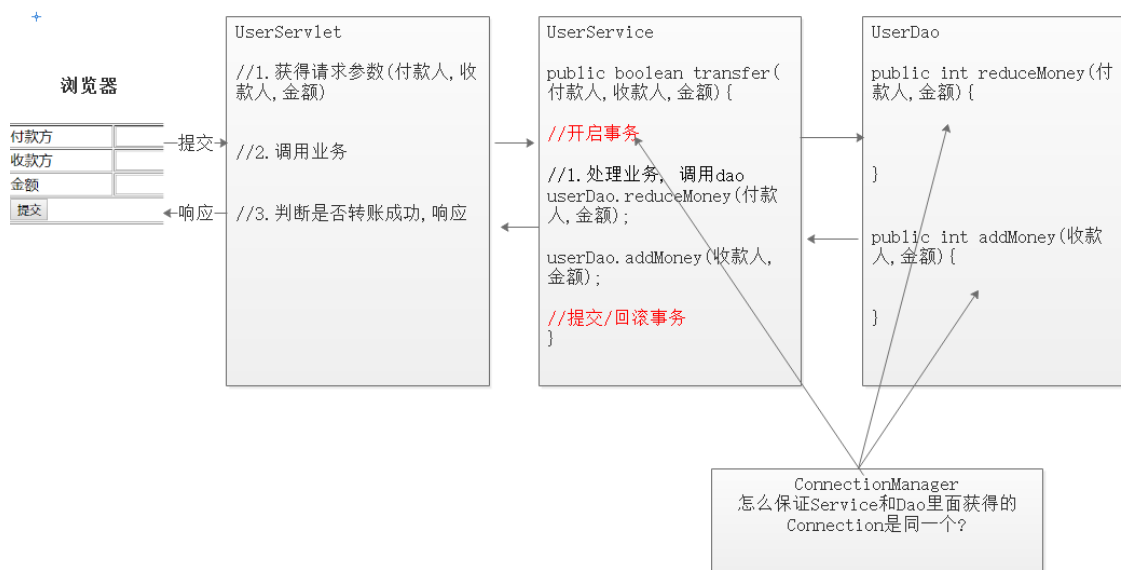 浏览器
付款方
收款方
金额
提交
提交
响应
UserServlet
//1.获得请求参数(付款人,收
款人,金额)
//2.调用业务
//3.判断是否转账成功,响应
UserService
public boolean transfer(
付款人,收款人,金额){
//开启事务
//1.处理业务, 调用dao
userDao.reduceMoney(付款
人,金额);
userDao.addMoney(收款人,
金额);
//提交/回滚事务
}
UserDao
public int reduceMoney(付
款人,金额){
}
public int addMoney(收款
人,金额){
}
ConnectionManager
怎么保证Service和Dao里面获得的
Connection是同一个?